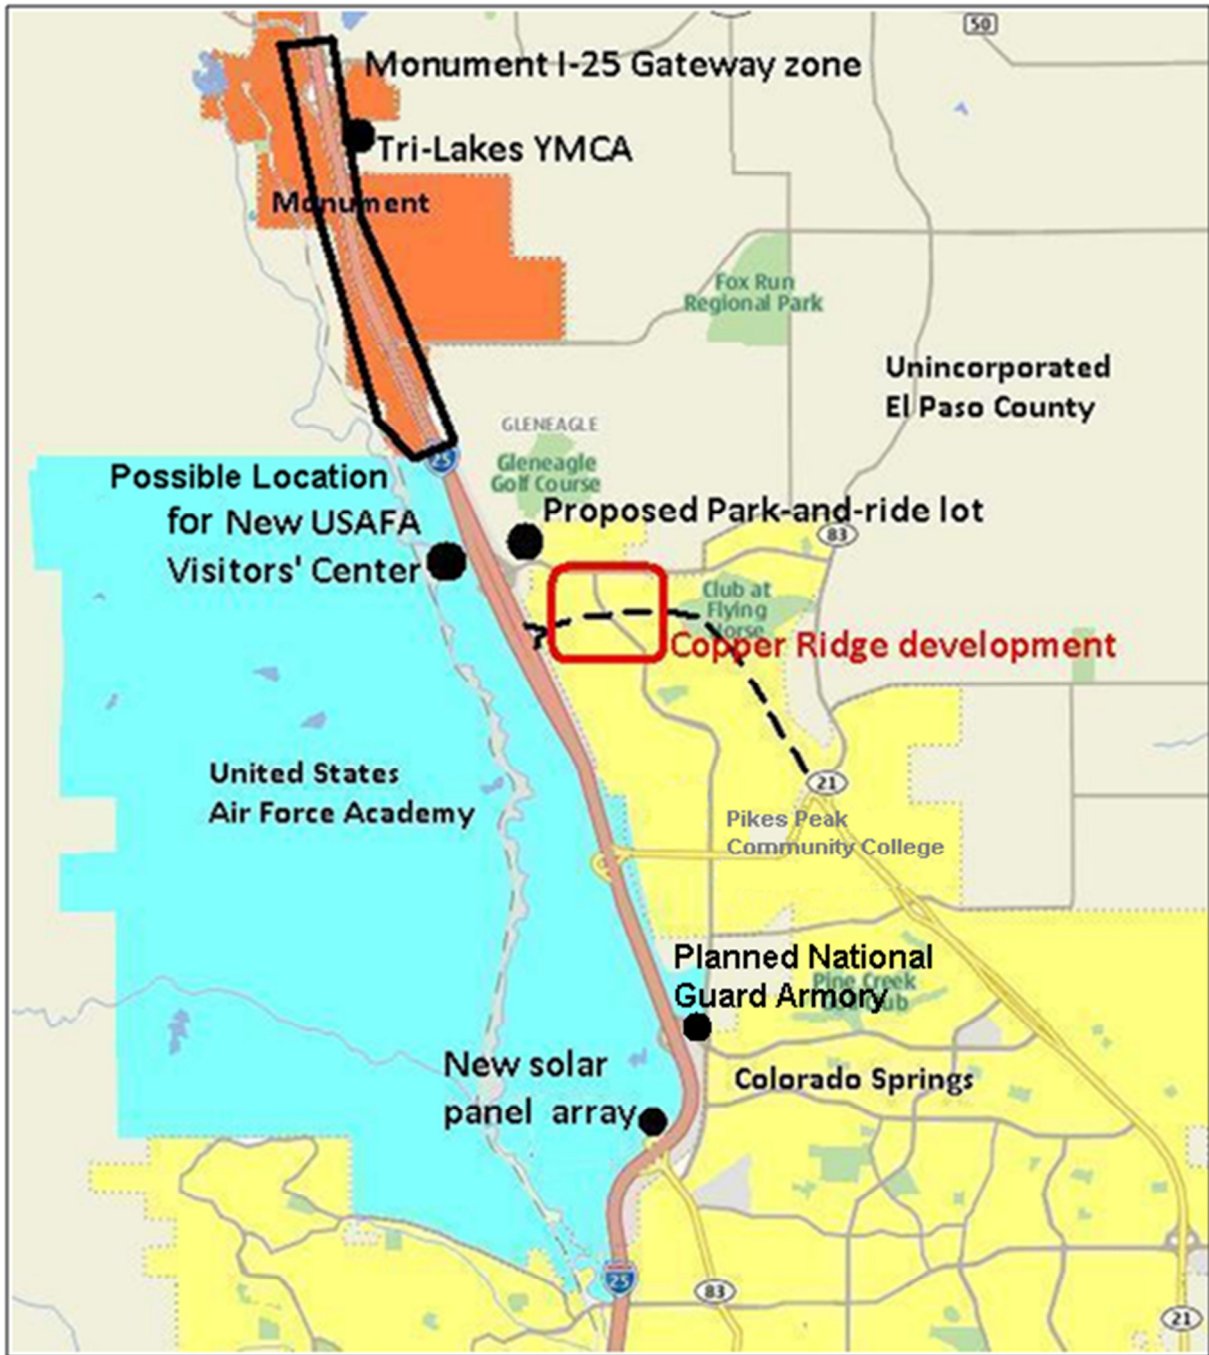 50
Monument I-25 Gateway zone
Tri-Lakes YMCA
Monument
Fox Run
Regional Park
Unincorporated
El Paso County
GLENEAGLE
25
Gleneagle
Golf Course
Possible Location
for New USAFA
Visitors' Center
Proposed Park-and-ride lot
83
Club at
Flying
Horse
Copper Ridge development
United States
Air Force Academy
21
Pikes Peak
Community College
Planned National
Guard Armory
Pine Creek
Club
New solar
panel array
Colorado Springs
25
83
21